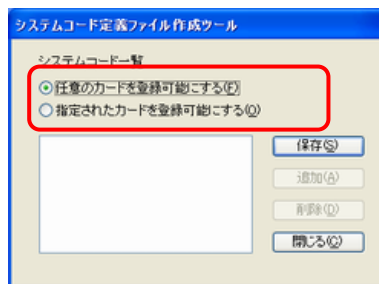 システムコード定義ファイル作成ツール
システムコード一覧
任意のカードを登録可能にする(F)
指定されたカードを登録可能にする(O)
保存(S)
追加(A)
削除(D)
閉じる(C)